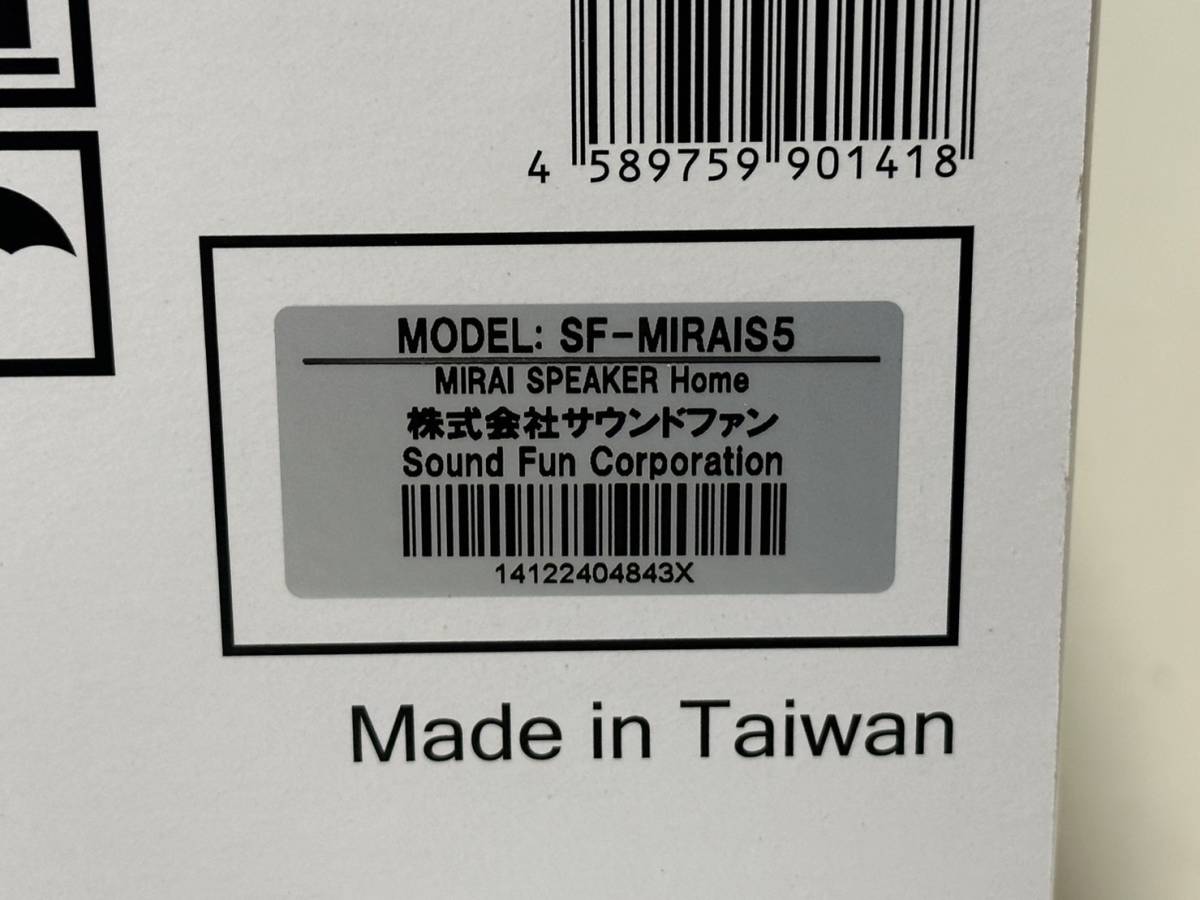 4 589759 901418
MODEL: SF-MIRAIS5
MIRAI SPEAKER Home
株式会社サウンドファン
Sound Fun Corporation
14122404843X
Made in Taiwan